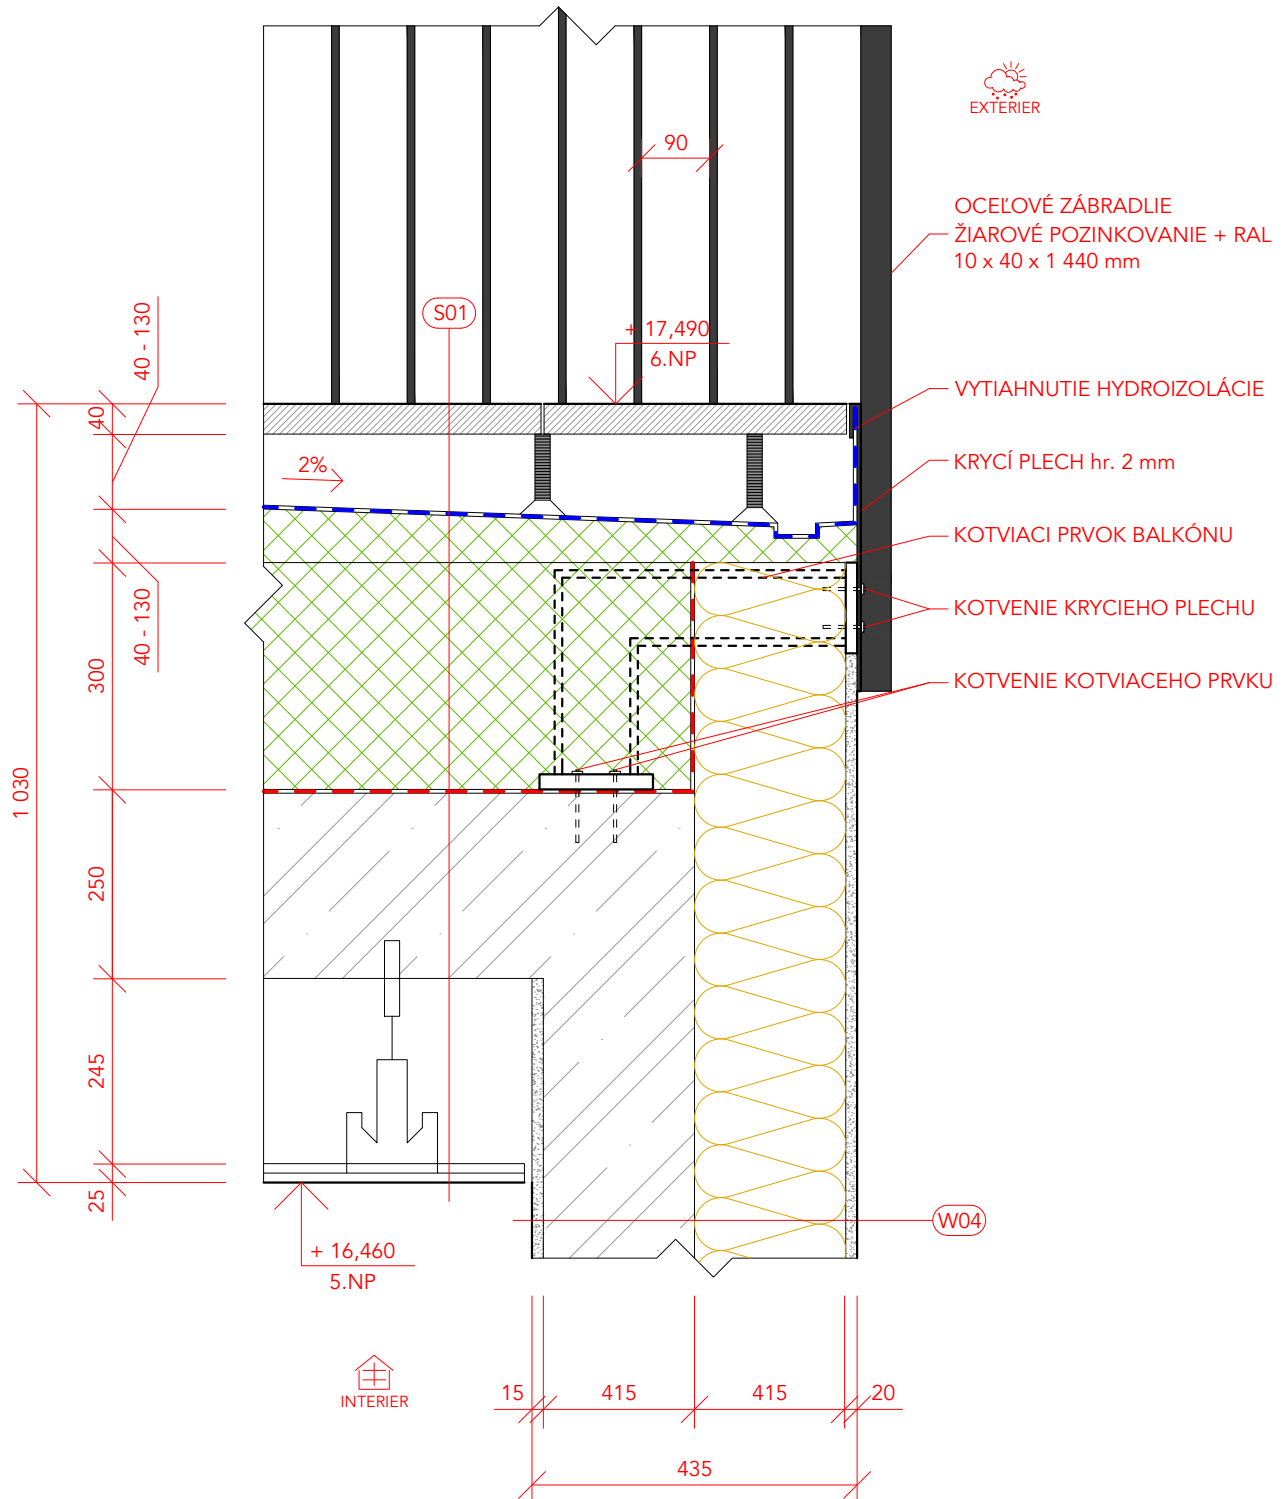 EXTERIER
90
OCEĽOVÉ ZÁBRADLIE
ŽIAROVÉ POZINKOVANIE + RAL
10 x 40 x 1 440 mm
S01
40 - 130
+ 17,490
6.NP
VYTIAHNUTIE HYDROIZOLÁCIE
40
2%
KRYCÍ PLECH hr. 2 mm
KOTVIACI PRVOK BALKÓNU
40 - 130
KOTVENIE KRYCIEHO PLECHU
300
KOTVENIE KOTVIACEHO PRVKU
1 030
250
245
25
W04
+ 16,460
5.NP
INTERIER
15
415
415
20
435